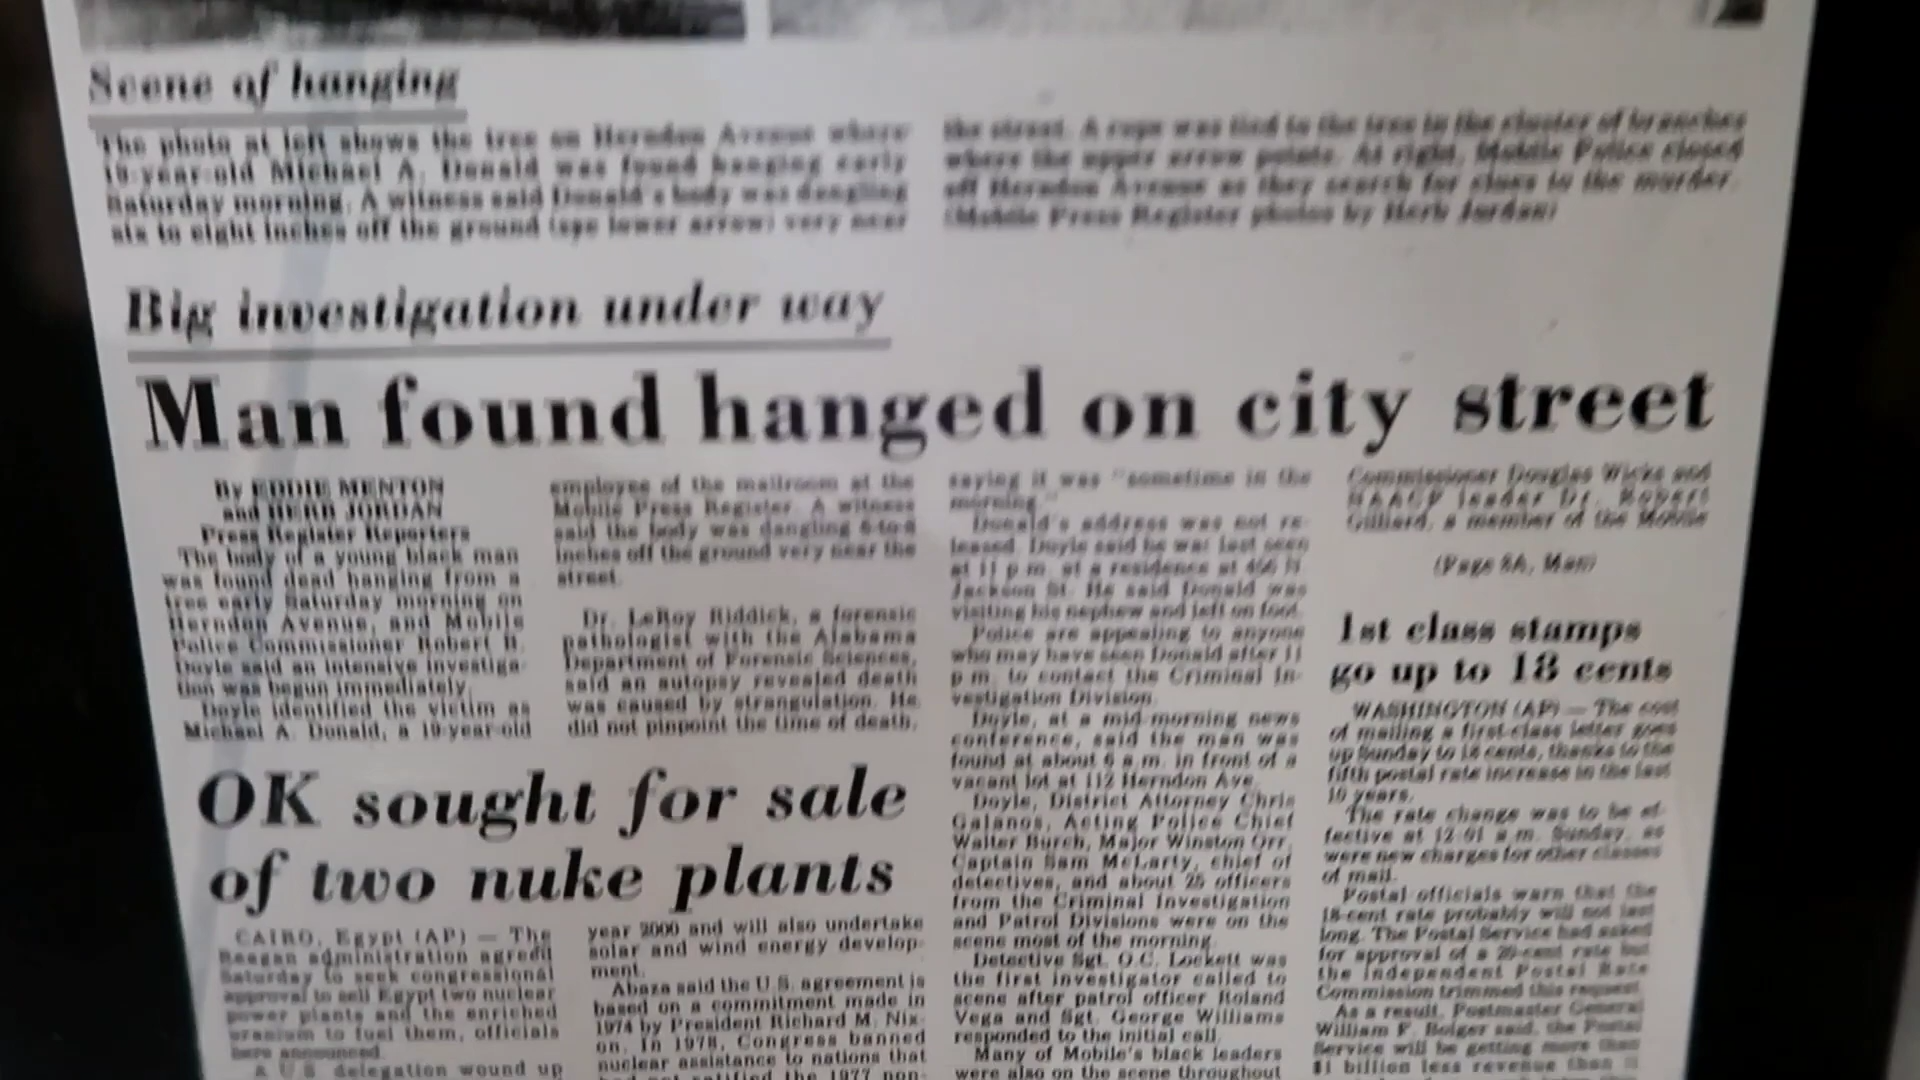 Scene of hanging
The photo at left shows the tree on Herndon Avenue where
19-year-old Michael A. Donald was found hanging early
Saturday morning. A witness said Donald's body was dangling
six to eight inches off the ground (see lower arrow) very near
the street. A rope was tied to the tree in the cluster of branches
where the upper arrow points. At right, Mobile Police closed
off Herndon Avenue as they search for clues to the murder.
(Mobile Press Register photos by Herb Jordan)
Big investigation under way
Man found hanged on city street
By EDDIE MENTON
and HERB JORDAN
Press Register Reporters
The body of a young black man
was found dead hanging from a
tree early Saturday morning on
Herndon Avenue, and Mobile
Police Commissioner Robert B.
Doyle said an intensive investiga-
tion was begun immediately.
Doyle identified the victim as
Michael A. Donald, a 19-year-old
employee of the mailroom at the
Mobile Press Register. A witness
said the body was dangling 6-to-8
inches off the ground very near the
street.
Dr. LeRoy Riddick, a forensic
pathologist with the Alabama
Department of Forensic Sciences,
said an autopsy revealed death
was caused by strangulation. He
did not pinpoint the time of death,
saying it was "sometime in the
morning."
Donald's address was not re-
leased. Doyle said he was last seen
at 11 p.m. at a residence at N.
Jackson St. He said Donald was
visiting his nephew and left on foot.
Police are appealing to anyone
who may have seen Donald after 11
p.m. to contact the Criminal In-
vestigation Division.
Doyle, at a mid-morning news
conference, said the man was
found at about 6 a.m. in front of a
vacant lot at 112 Herndon Ave.
Doyle, District Attorney Chris
Galanos, Acting Police Chief
Walter Burch, Major Winston Orr,
Captain Sam McLarty, chief of
detectives, and about 25 officers
from the Criminal Investigation
and Patrol Divisions were on the
scene most of the morning.
Detective Sgt. O.C. Lockett was
the first investigator called to
scene after patrol officer Roland
Vega and Sgt. George Williams
responded to the initial call.
Many of Mobile's black leaders
were also on the scene throughout
Commissioner Douglas Wicks and
NAACP leader Dr. Robert
Gilliard, a member of the Mobile
(Page 5A, Man)
1st class stamps
go up to 18 cents
WASHINGTON (AP) — The cost
of mailing a first-class letter goes
up Sunday to 18 cents, thanks to the
fifth postal rate increase in the last
10 years.
The rate change was to be ef-
fective at 12:01 a.m. Sunday, as
were new charges for other classes
of mail.
Postal officials warn that the
18-cent rate probably will not last
long. The Postal Service had asked
for approval of a 20-cent rate but
the independent Postal Rate
Commission trimmed this request.
As a result, Postmaster General
William F. Bolger said, the Postal
Service will be getting more than
$1 billion less revenue than
OK sought for sale
of two nuke plants
CAIRO, Egypt (AP) — The
Reagan administration agreed
Saturday to seek congressional
approval to sell Egypt two nuclear
power plants and the enriched
uranium to fuel them, officials
here announced.
A U.S. delegation wound up
year 2000 and will also undertake
solar and wind energy develop-
ment.
Abaza said the U.S. agreement is
based on a commitment made in
1974 by President Richard M. Nix-
on. In 1978, Congress banned
nuclear assistance to nations that
had not ratified the 1977 non-